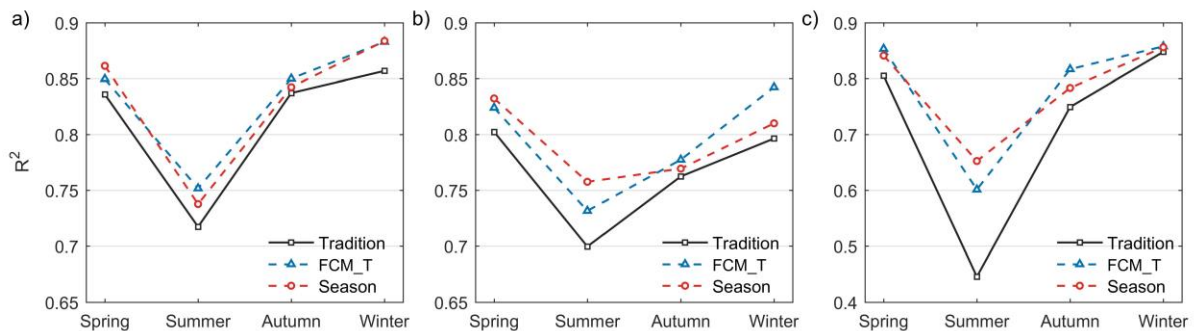 a)
0.9
0.85
0.8
0.75
0.7
0.65
R²
Spring Summer Autumn Winter
Tradition
FCM_T
Season
b)
0.9
0.85
0.8
0.75
0.7
0.65
Spring Summer Autumn Winter
Tradition
FCM_T
Season
c)
0.9
0.8
0.7
0.6
0.5
0.4
Spring Summer Autumn Winter
Tradition
FCM_T
Season